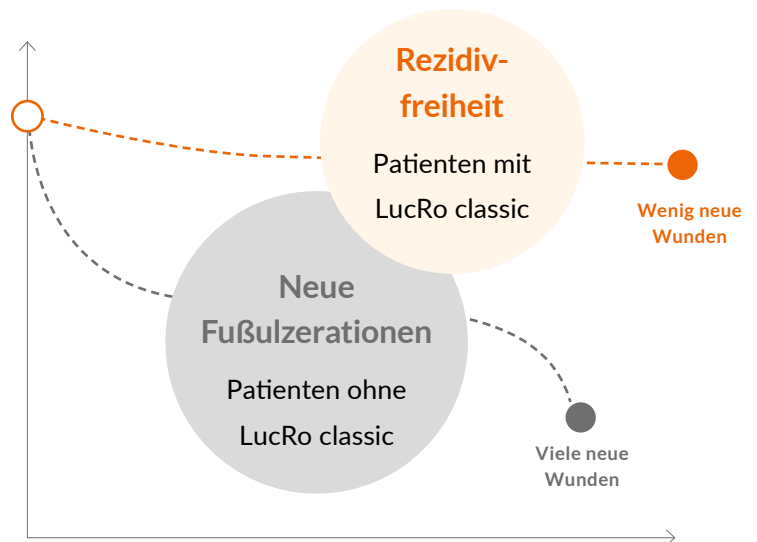 Rezidiv-
freiheit
Patienten mit
LucRo classic
Wenig neue
Wunden
Neue
Fußulzerationen
Patienten ohne
LucRo classic
Viele neue
Wunden